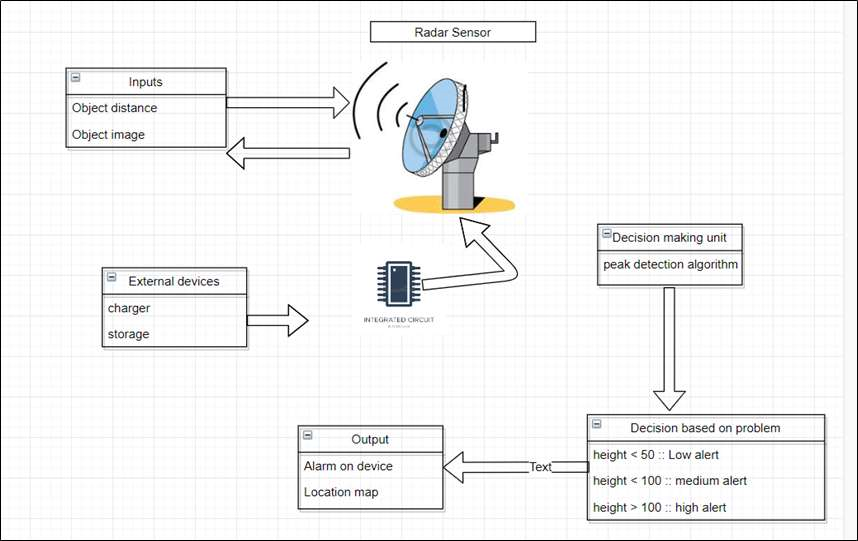 Radar Sensor
Inputs
Object distance
Object image
Decision making unit
peak detection algorithm
External devices
charger
storage
INTEGRATED CIRCUIT
Decision based on problem
height < 50 :: Low alert
height < 100 :: medium alert
height > 100 :: high alert
Text
Output
Alarm on device
Location map